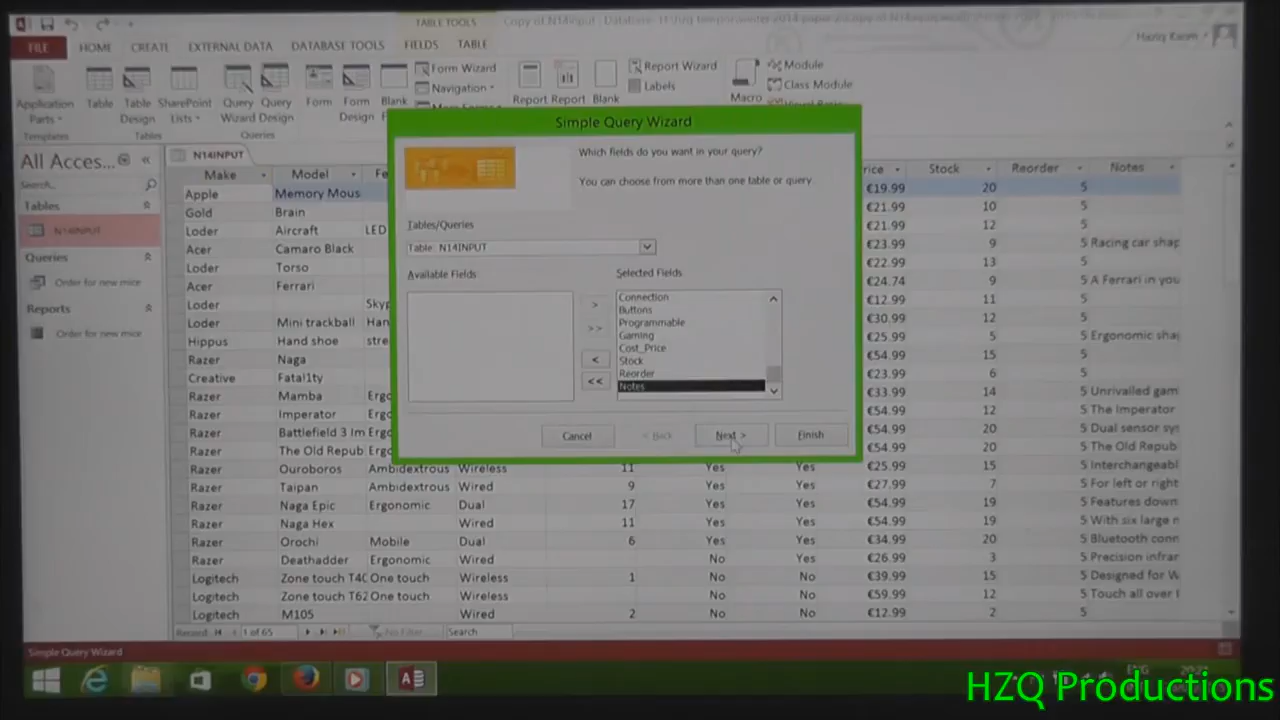 TABLE TOOLS
FILE HOME CREATE EXTERNAL DATA DATABASE TOOLS FIELDS TABLE
Haziq
Application Parts
Table
Table Design
SharePoint Lists
Query Wizard
Query Design
Form
Form Design
Blank
Form Wizard
Navigation
Report
Report
Blank
Report Wizard
Labels
Macro
Module
Class Module
Templates
Tables
Queries
All Acces...
Search...
Tables
N14INPUT
Queries
Order for new mice
Reports
Order for new mice
N14INPUT
Make Model Fe rice Stock Reorder Notes
Apple Memory Mous €19.99 20 5
Gold Brain €21.99 10 5
Loder Aircraft LED €21.99 12 5
Acer Camaro Black €23.99 9 5 Racing car shap
Loder Torso €22.99 13 5
Acer Ferrari €24.74 9 5 A Ferrari in you
Loder Skyp €12.99 11 5
Loder Mini trackball Han €30.99 12 5
Hippus Hand shoe stre €25.99 5 5 Ergonomic sha
Razer Naga €54.99 15 5
Creative Fatal1ty €23.99 6 5
Razer Mamba Ergo €33.99 14 5 Unrivalled gam
Razer Imperator Ergo €54.99 12 5 The Imperator
Razer Battlefield 3 Im Erg €54.99 20 5 Dual sensor sy
Razer The Old Repub Erg €54.99 20 5 The Old Repub
Razer Ouroboros Ambidextrous Wireless 11 Yes Yes €25.99 15 5 Interchangeabl
Razer Taipan Ambidextrous Wired 9 Yes Yes €27.99 7 5 For left or right
Razer Naga Epic Ergonomic Dual 17 Yes Yes €54.99 19 5 Features down
Razer Naga Hex Wired 11 Yes Yes €54.99 19 5 With six large n
Razer Orochi Mobile Dual 6 Yes Yes €34.99 20 5 Bluetooth conn
Razer Deathadder Ergonomic Wired No Yes €26.99 3 5 Precision infrar
Logitech Zone touch T40 One touch Wireless 1 No No €39.99 15 5 Designed for W
Logitech Zone touch T62 One touch Wireless No No €59.99 12 5 Touch all over t
Logitech M105 Wired 2 No No €12.99 2 5
Simple Query Wizard
Which fields do you want in your query?
You can choose from more than one table or query.
Tables/Queries
Table: N14INPUT
Available Fields
Selected Fields
>
>>
<
<<
Connection
Buttons
Programmable
Gaming
Cost_Price
Stock
Reorder
Notes
Cancel < Back Next > Finish
Record: 1 of 65 No Filter Search
Simple Query Wizard
ENG
HZQ Productions